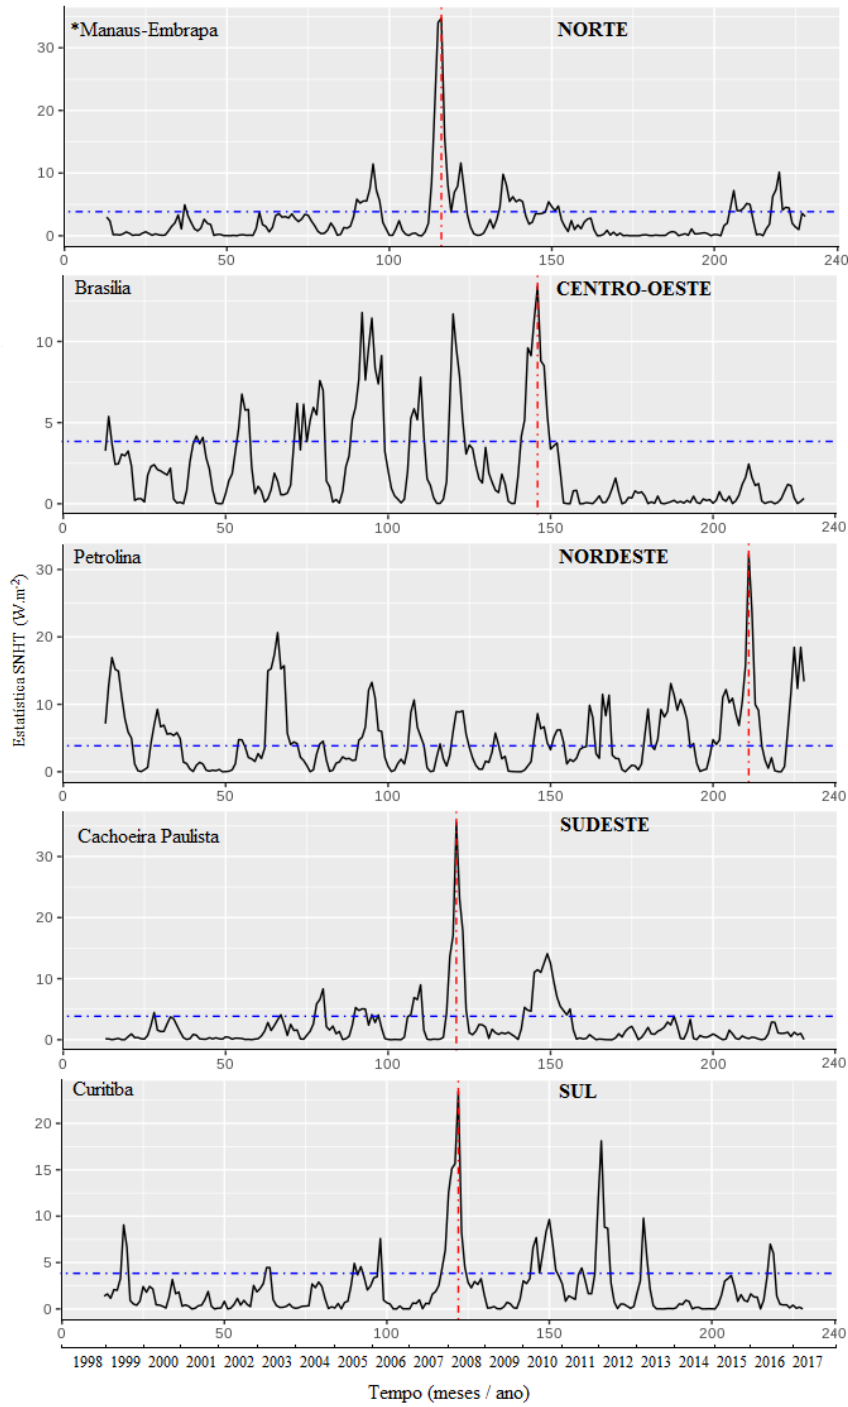 *Manaus-Embrapa NORTE
30
20
10
0
0 50 100 150 200 240
Brasilia CENTRO-OESTE
10
5
0
0 50 100 150 200 240
Petrolina NORDESTE
30
20
10
0
0 50 100 150 200 240
Estatística SNHT (W.m-2)
Cachoeira Paulista SUDESTE
30
20
10
0
0 50 100 150 200 240
Curitiba SUL
20
15
10
5
0
0 50 100 150 200 240
1998 1999 2000 2001 2002 2003 2004 2005 2006 2007 2008 2009 2010 2011 2012 2013 2014 2015 2016 2017
Tempo (meses / ano)